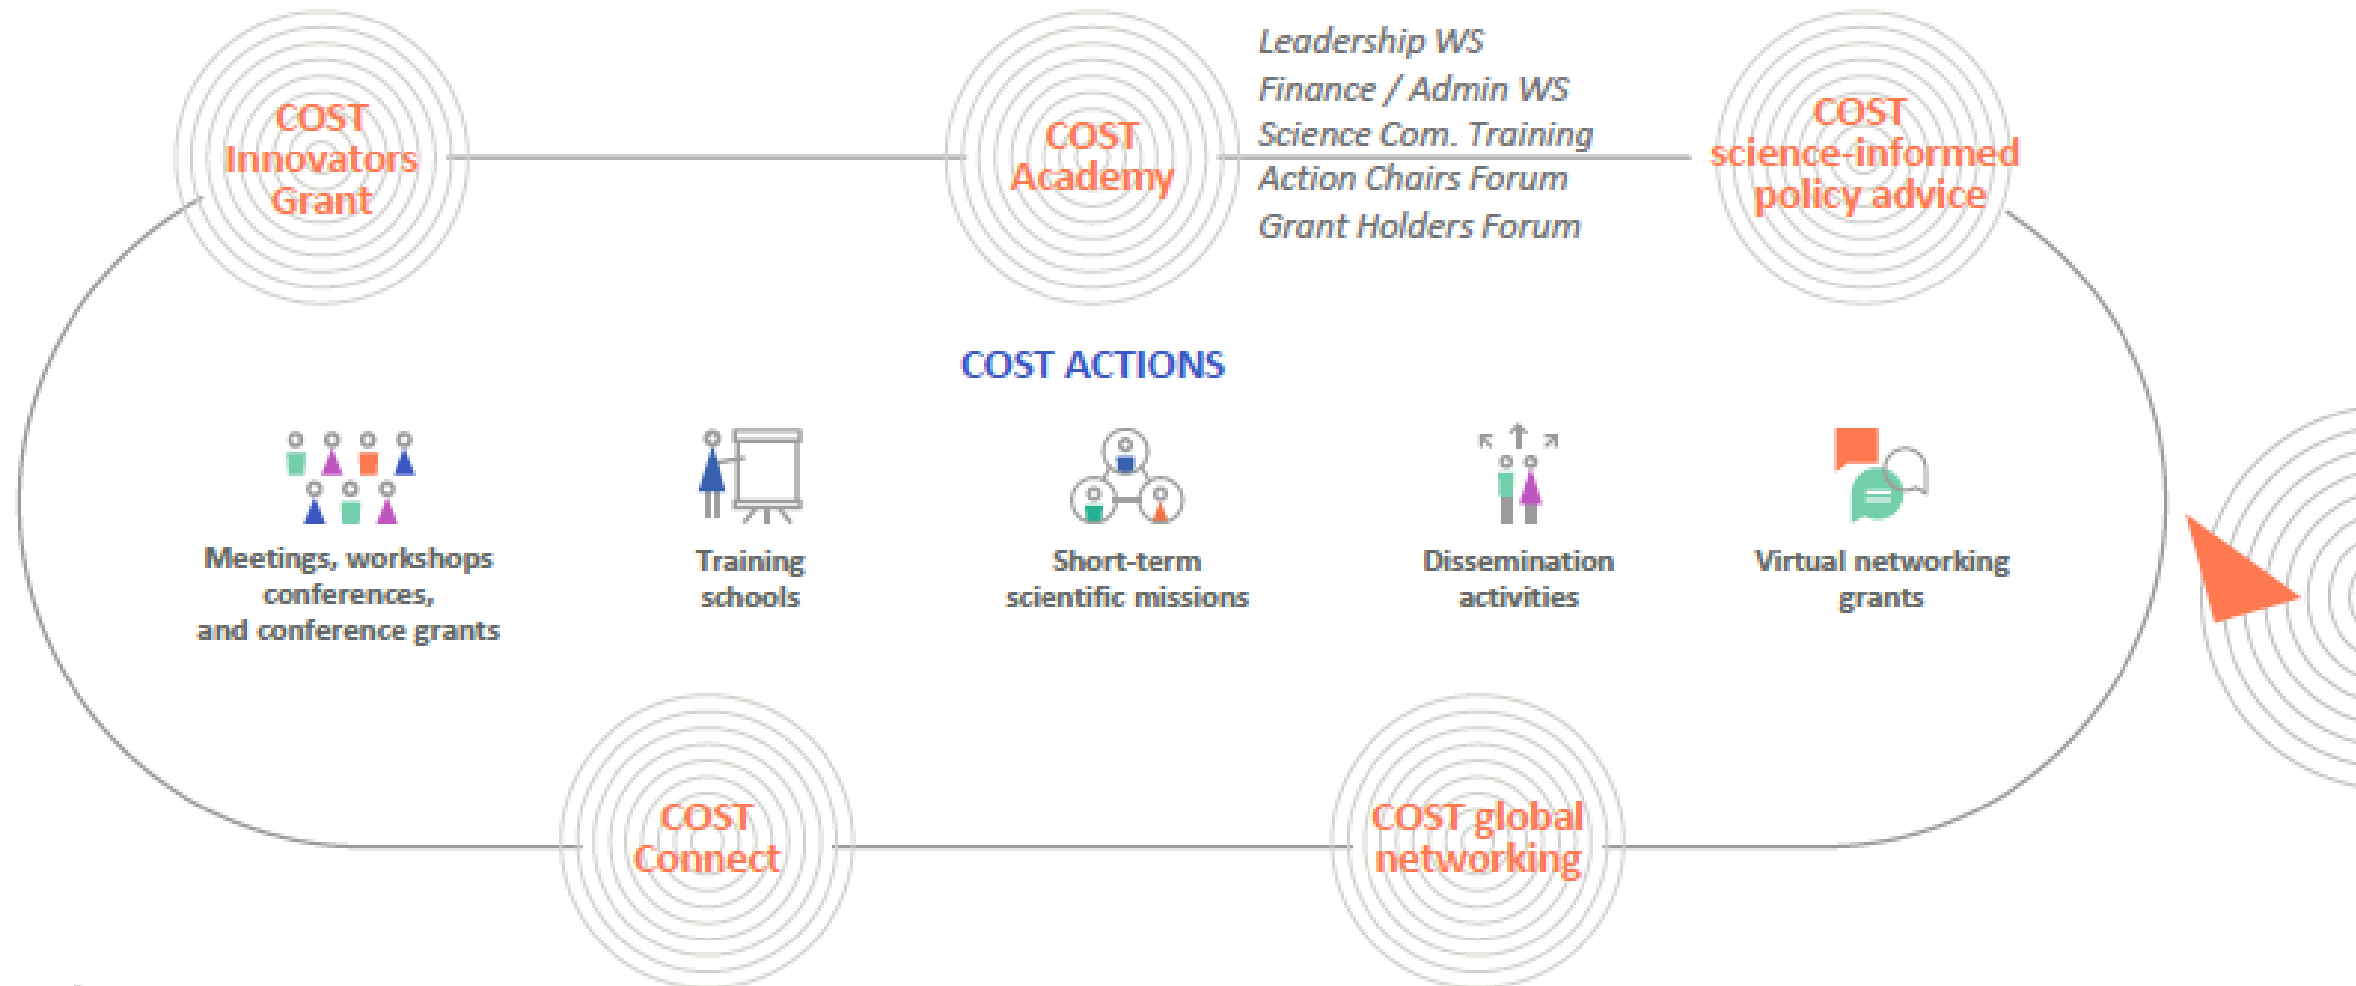 COST
Innovators
Grant
COST
Academy
Leadership WS
Finance / Admin WS
Science Com. Training
Action Chairs Forum
Grant Holders Forum
COST
science-informed
policy advice
COST ACTIONS
Meetings, workshops
conferences,
and conference grants
Training
schools
Short-term
scientific missions
Dissemination
activities
Virtual networking
grants
COST
Connect
COST global
networking